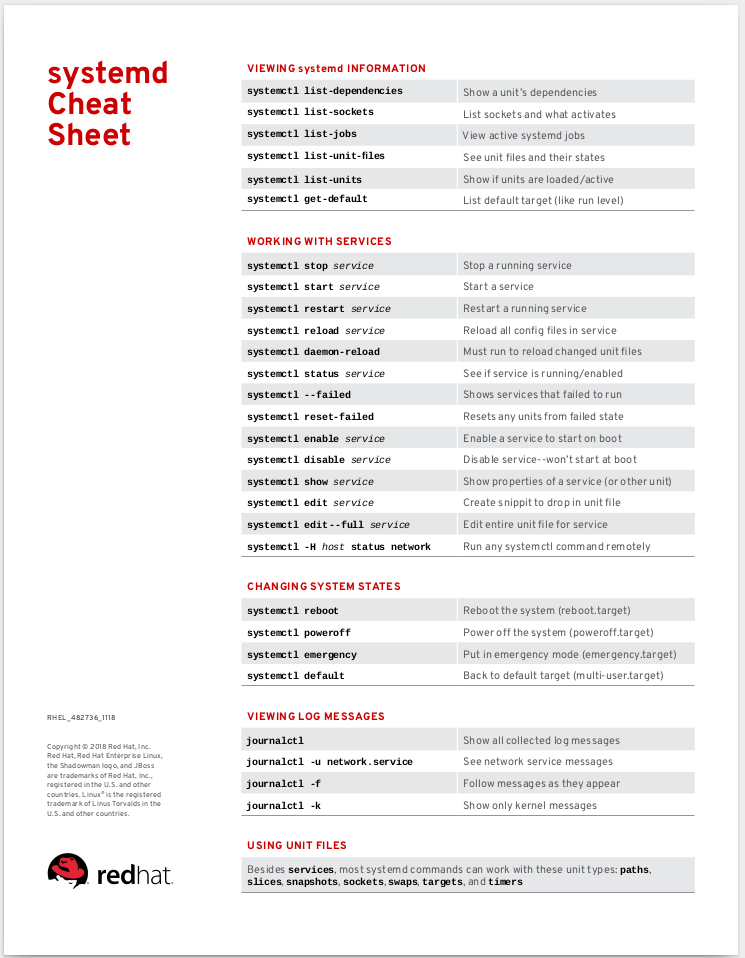 systemd
Cheat
Sheet
VIEWING systemd INFORMATION
systemctl list-dependencies Show a unit's dependencies
systemctl list-sockets List sockets and what activates
systemctl list-jobs View active systemd jobs
systemctl list-unit-files See unit files and their states
systemctl list-units Show if units are loaded/active
systemctl get-default List default target (like run level)
WORKING WITH SERVICES
systemctl stop service Stop a running service
systemctl start service Start a service
systemctl restart service Restart a running service
systemctl reload service Reload all config files in service
systemctl daemon-reload Must run to reload changed unit files
systemctl status service See if service is running/enabled
systemctl --failed Shows services that failed to run
systemctl reset-failed Resets any units from failed state
systemctl enable service Enable a service to start on boot
systemctl disable service Disable service--won't start at boot
systemctl show service Show properties of a service (or other unit)
systemctl edit service Create snippit to drop in unit file
systemctl edit --full service Edit entire unit file for service
systemctl -H host status network Run any systemctl command remotely
CHANGING SYSTEM STATES
systemctl reboot Reboot the system (reboot.target)
systemctl poweroff Power off the system (poweroff.target)
systemctl emergency Put in emergency mode (emergency.target)
systemctl default Back to default target (multi-user.target)
VIEWING LOG MESSAGES
journalctl Show all collected log messages
journalctl -u network.service See network service messages
journalctl -f Follow messages as they appear
journalctl -k Show only kernel messages
USING UNIT FILES
Besides services, most systemd commands can work with these unit types: paths,
slices, snapshots, sockets, swaps, targets, and timers
RHEL_482736_1118
Copyright © 2018 Red Hat, Inc.
Red Hat, Red Hat Enterprise Linux,
the Shadowman logo, and JBoss
are trademarks of Red Hat, Inc.,
registered in the U.S. and other
countries. Linux® is the registered
trademark of Linus Torvalds in the
U.S. and other countries.
redhat.